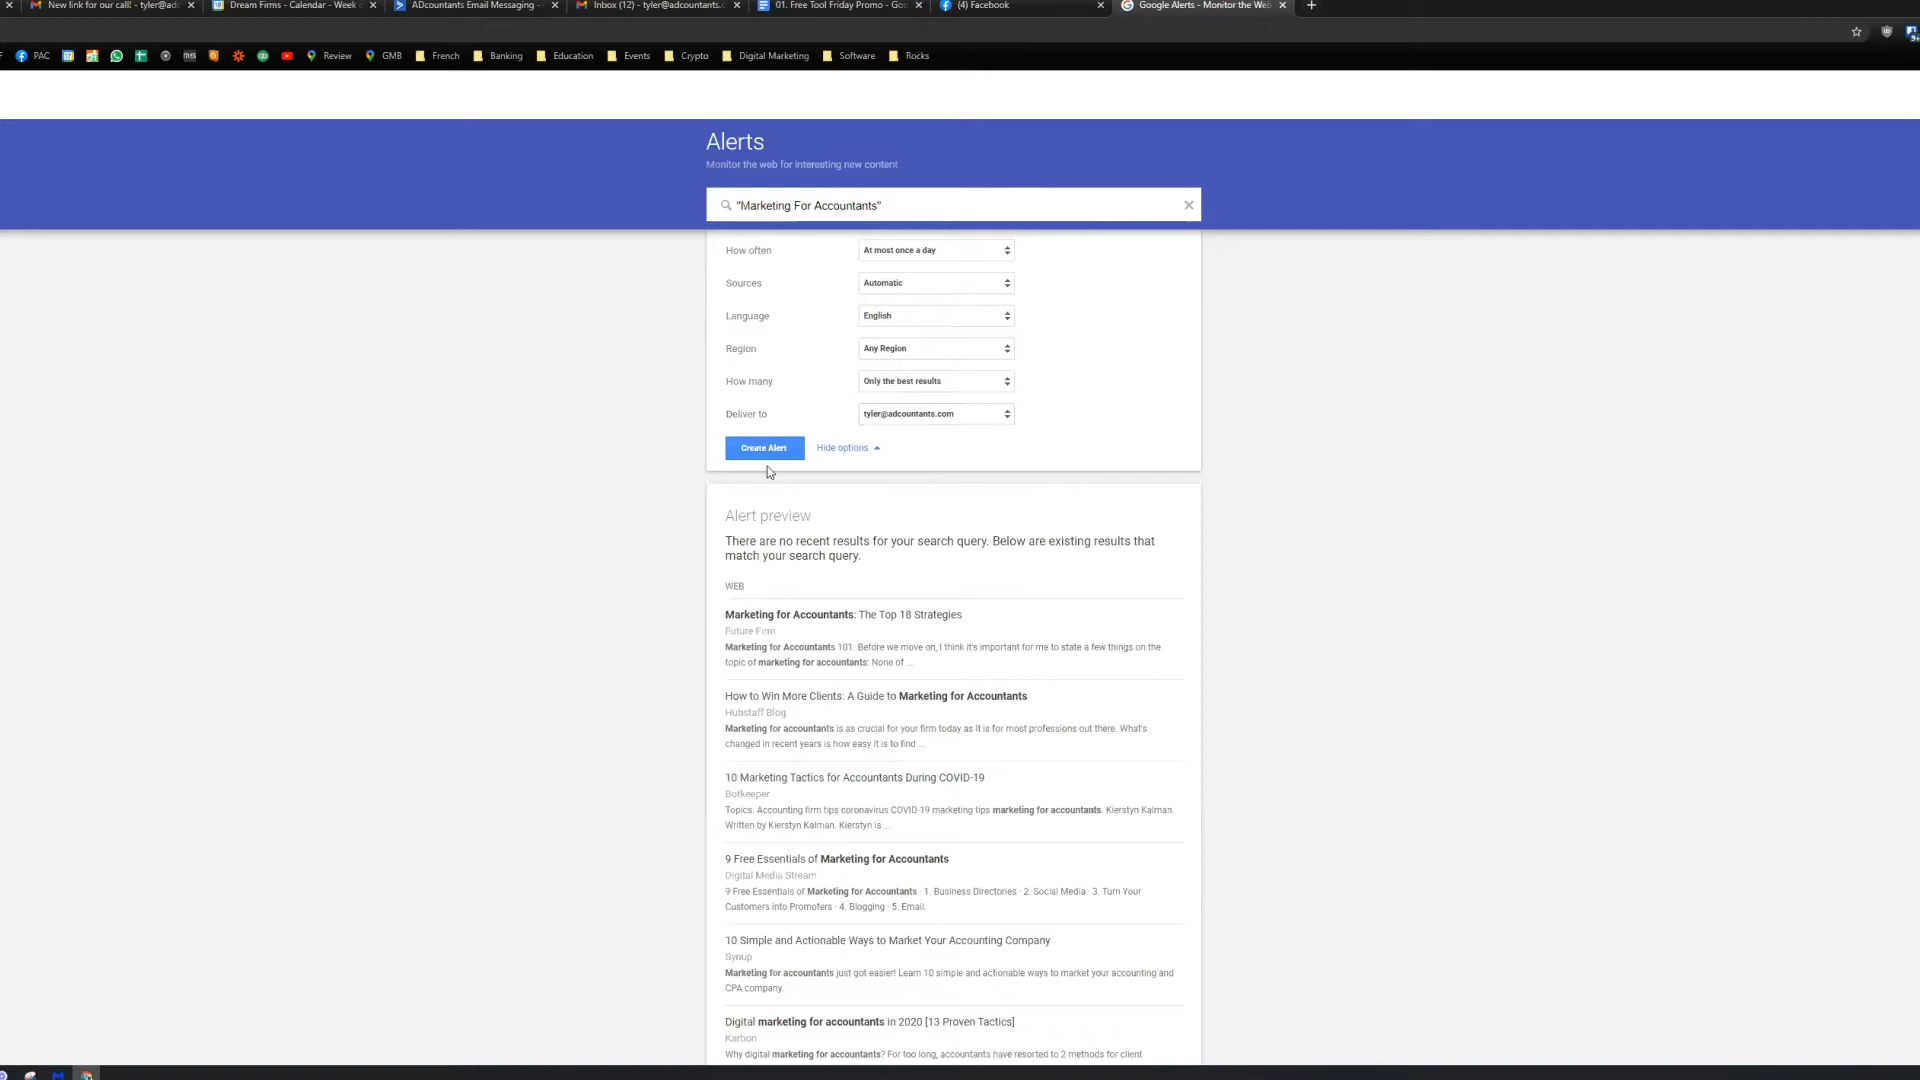 New link for our call! - tyler@ad
Dream Firms - Calendar - Week
ADcountants Email Messaging -
Inbox (12) - tyler@adcountants.c
01. Free Tool Friday Promo - Goo
(4) Facebook
Google Alerts - Monitor the Web
PAC
Review
GMB
French
Banking
Education
Events
Crypto
Digital Marketing
Software
Rocks
Alerts
Monitor the web for interesting new content
"Marketing For Accountants"
How often At most once a day
Sources Automatic
Language English
Region Any Region
How many Only the best results
Deliver to tyler@adcountants.com
Create Alert Hide options
Alert preview
There are no recent results for your search query. Below are existing results that
match your search query.
WEB
Marketing for Accountants: The Top 18 Strategies
Future Firm
Marketing for Accountants 101. Before we move on, I think it's important for me to state a few things on the
topic of marketing for accountants: None of ...
How to Win More Clients: A Guide to Marketing for Accountants
Hubstaff Blog
Marketing for accountants is as crucial for your firm today as it is for most professions out there. What's
changed in recent years is how easy it is to find ...
10 Marketing Tactics for Accountants During COVID-19
Botkeeper
Topics: Accounting firm tips coronavirus COVID-19 marketing tips marketing for accountants. Kierstyn Kalman.
Written by Kierstyn Kalman. Kierstyn is ...
9 Free Essentials of Marketing for Accountants
Digital Media Stream
9 Free Essentials of Marketing for Accountants · 1. Business Directories · 2. Social Media · 3. Turn Your
Customers into Promoters · 4. Blogging · 5. Email.
10 Simple and Actionable Ways to Market Your Accounting Company
Synup
Marketing for accountants just got easier! Learn 10 simple and actionable ways to market your accounting and
CPA company.
Digital marketing for accountants in 2020 [13 Proven Tactics]
Karbon
Why digital marketing for accountants? For too long, accountants have resorted to 2 methods for client